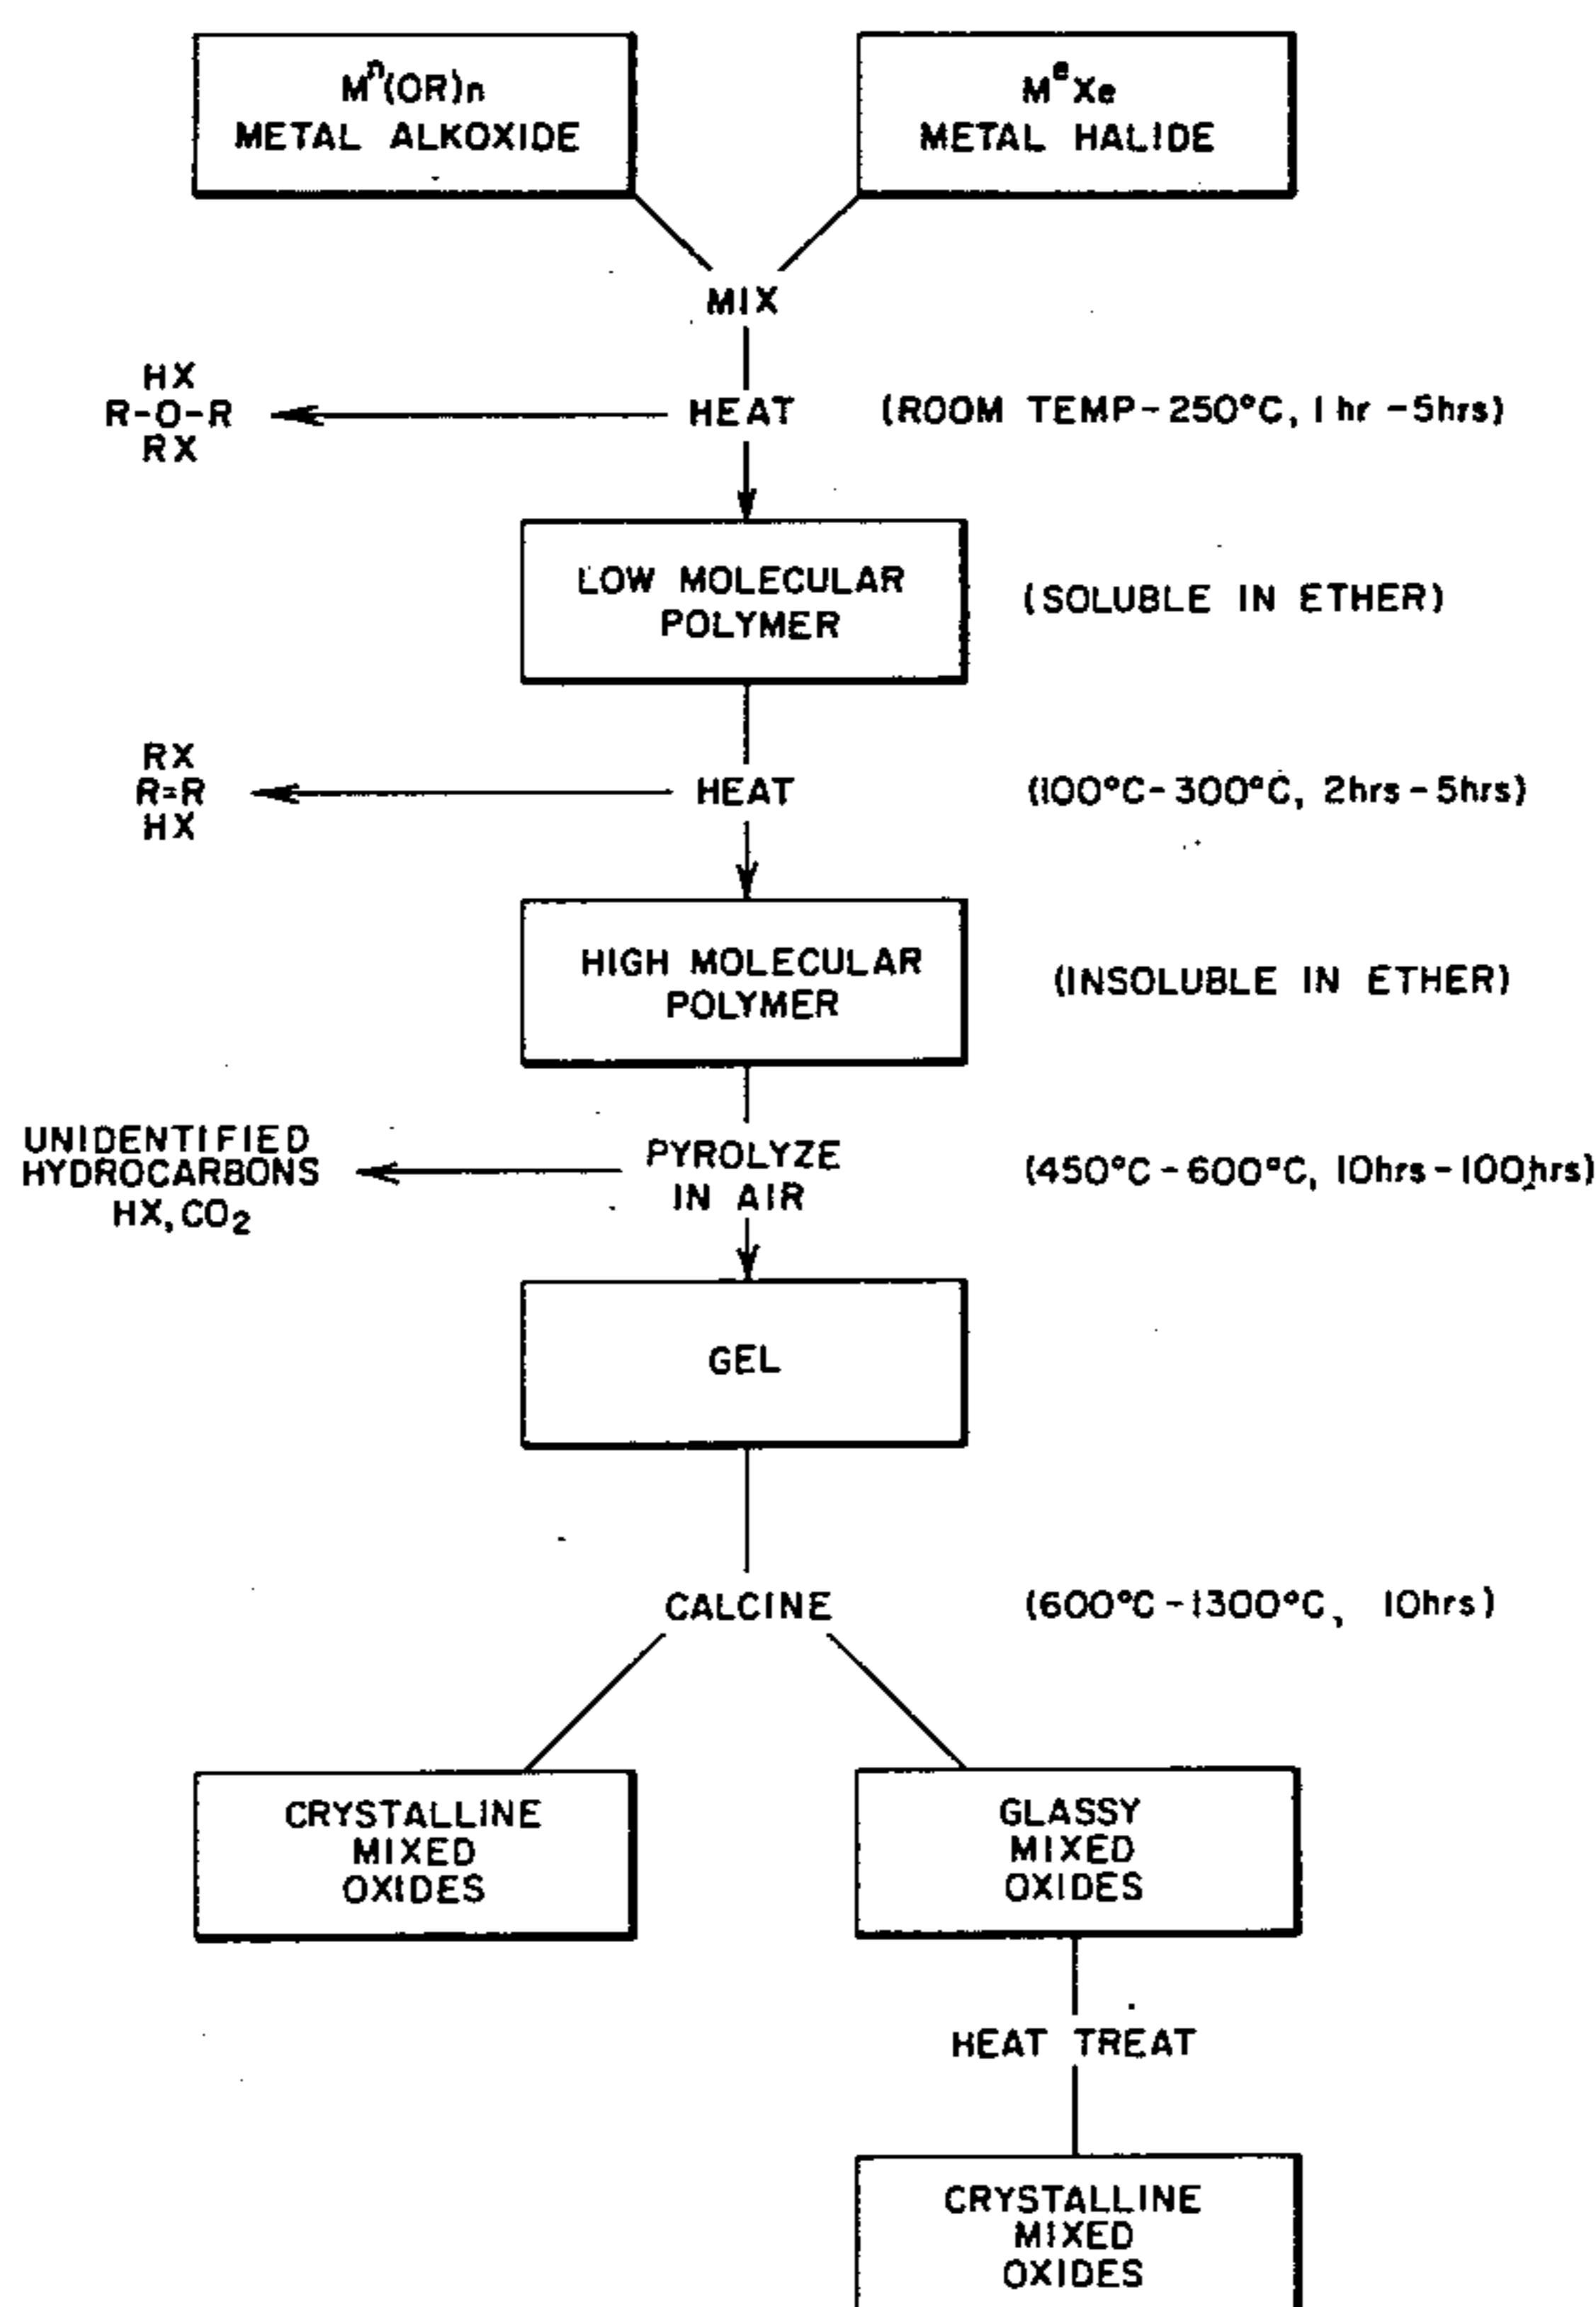 Mⁿ(OR)n
METAL ALKOXIDE
MᵉXe
METAL HALIDE
MIX
HX
R-O-R
RX
HEAT
(ROOM TEMP-250°C, 1hr-5hrs)
LOW MOLECULAR
POLYMER
(SOLUBLE IN ETHER)
RX
R=R
HX
HEAT
(100°C-300°C, 2hrs-5hrs)
HIGH MOLECULAR
POLYMER
(INSOLUBLE IN ETHER)
UNIDENTIFIED
HYDROCARBONS
HX, CO₂
PYROLYZE
IN AIR
(450°C-600°C, 10hrs-100hrs)
GEL
CALCINE
(600°C-1300°C, 10hrs)
CRYSTALLINE
MIXED
OXIDES
GLASSY
MIXED
OXIDES
HEAT TREAT
CRYSTALLINE
MIXED
OXIDES